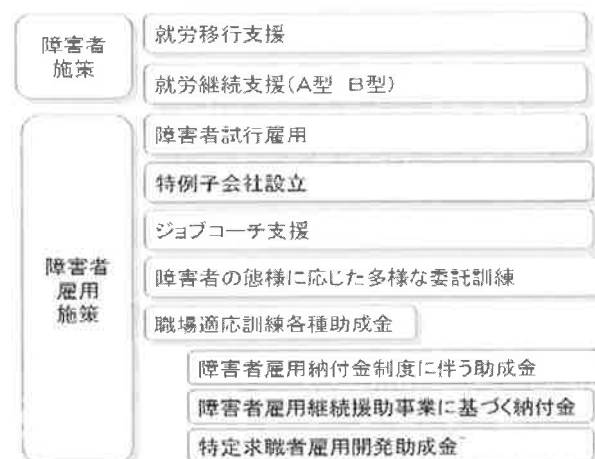 障害者
施策
就労移行支援
就労継続支援(A型 B型)
障害者
雇用
施策
障害者試行雇用
特例子会社設立
ジョブコーチ支援
障害者の態様に応じた多様な委託訓練
職場適応訓練各種助成金
障害者雇用納付金制度に伴う助成金
障害者雇用継続援助事業に基づく納付金
特定求職者雇用開発助成金